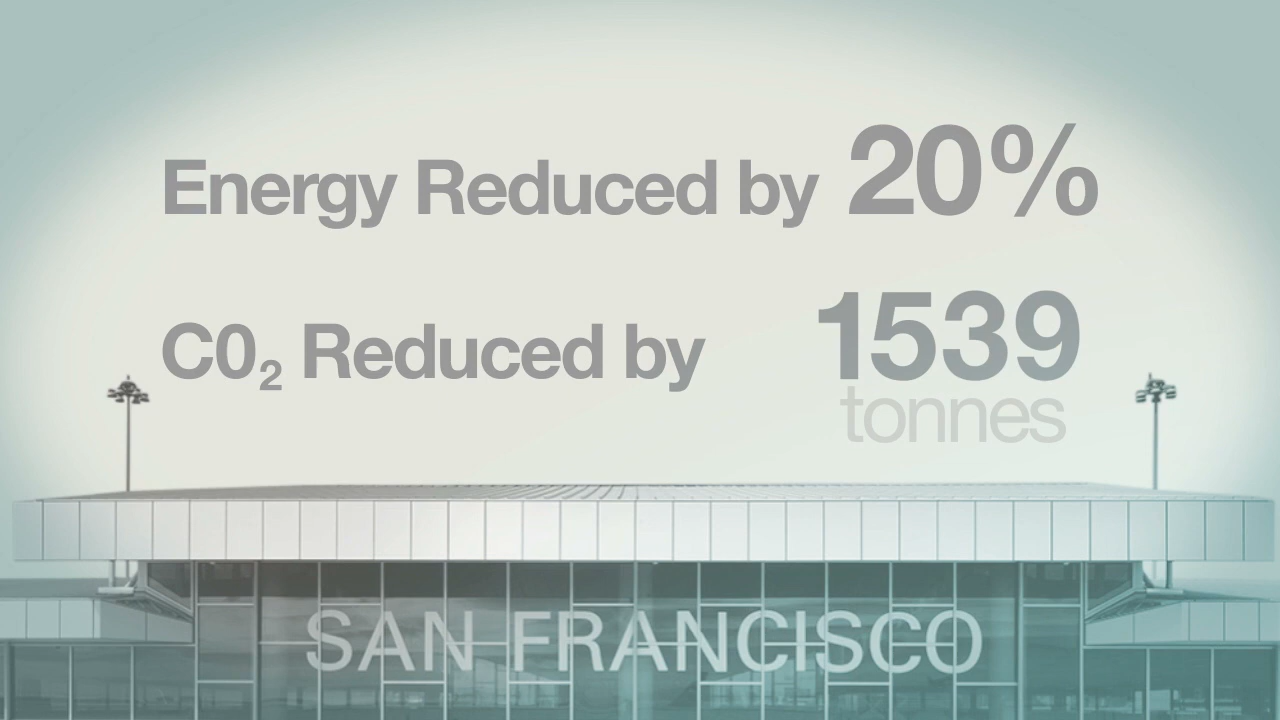 Energy Reduced by 20%
C0₂ Reduced by 1539
tonnes
SAN FRANCISCO